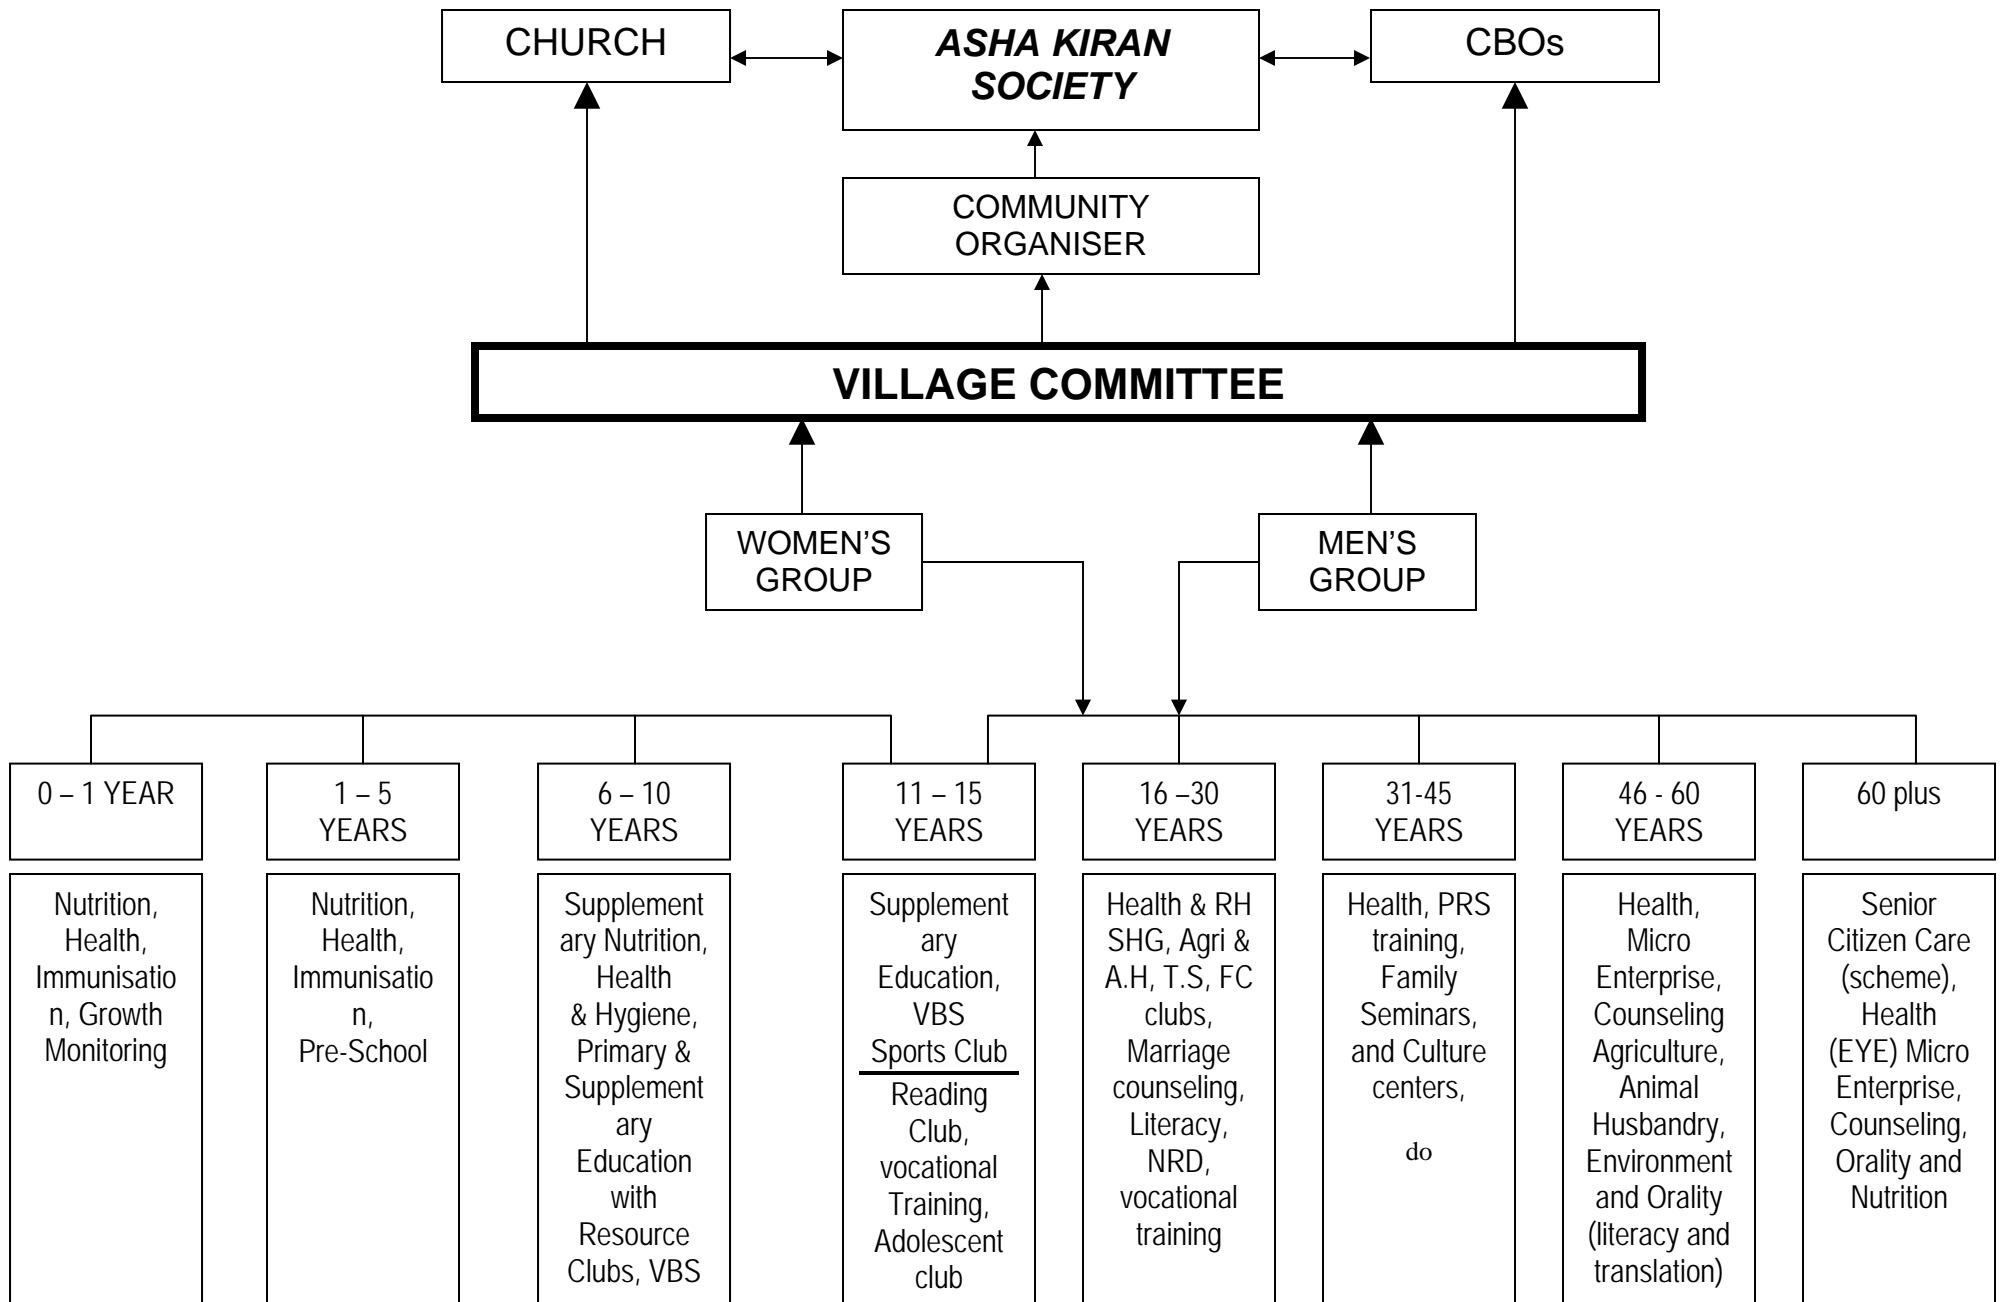 CHURCH
ASHA KIRAN
SOCIETY
CBOs
COMMUNITY
ORGANISER
VILLAGE COMMITTEE
WOMEN'S
GROUP
MEN'S
GROUP
0 – 1 YEAR
1 – 5
YEARS
6 – 10
YEARS
11 – 15
YEARS
16 –30
YEARS
31-45
YEARS
46 - 60
YEARS
60 plus
Nutrition,
Health,
Immunisatio
n, Growth
Monitoring
Nutrition,
Health,
Immunisatio
n,
Pre-School
Supplement
ary Nutrition,
Health
& Hygiene,
Primary &
Supplement
ary
Education
with
Resource
Clubs, VBS
Supplement
ary
Education,
VBS
Sports Club
Reading
Club,
vocational
Training,
Adolescent
club
Health & RH
SHG, Agri &
A.H, T.S, FC
clubs,
Marriage
counseling,
Literacy,
NRD,
vocational
training
Health, PRS
training,
Family
Seminars,
and Culture
centers,
do
Health,
Micro
Enterprise,
Counseling
Agriculture,
Animal
Husbandry,
Environment
and Orality
(literacy and
translation)
Senior
Citizen Care
(scheme),
Health
(EYE) Micro
Enterprise,
Counseling,
Orality and
Nutrition